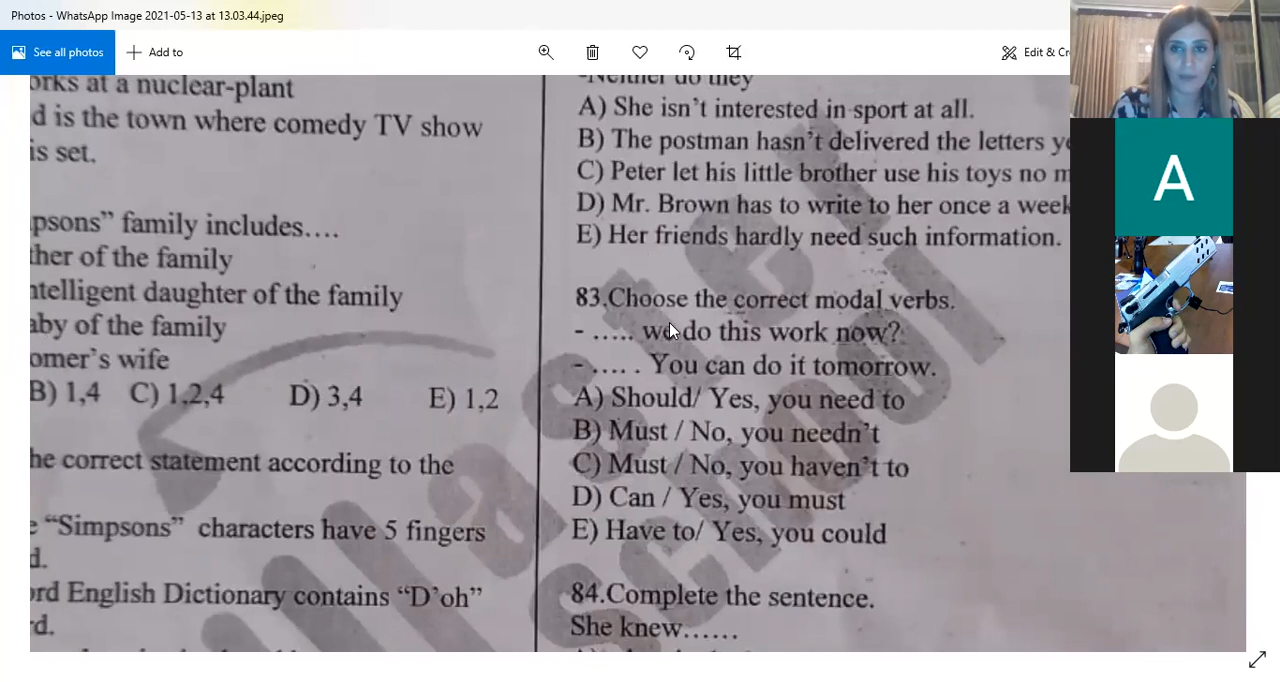 Photos - WhatsApp Image 2021-05-13 at 13.03.44.jpeg
See all photos
Add to
Edit & Cr
orks at a nuclear-plant
d is the town where comedy TV show
is set.
psons” family includes….
ther of the family
ntelligent daughter of the family
aby of the family
omer’s wife
B) 1,4 C) 1,2,4 D) 3,4 E) 1,2
he correct statement according to the
e “Simpsons” characters have 5 fingers
d.
ord English Dictionary contains “D’oh”
rd.
-Neither do they
A) She isn’t interested in sport at all.
B) The postman hasn’t delivered the letters ye
C) Peter let his little brother use his toys no m
D) Mr. Brown has to write to her once a week
E) Her friends hardly need such information.
83.Choose the correct modal verbs.
- ….. we do this work now?
- ….. You can do it tomorrow.
A) Should/ Yes, you need to
B) Must / No, you needn’t
C) Must / No, you haven’t to
D) Can / Yes, you must
E) Have to/ Yes, you could
84.Complete the sentence.
She knew……
Master
School
A